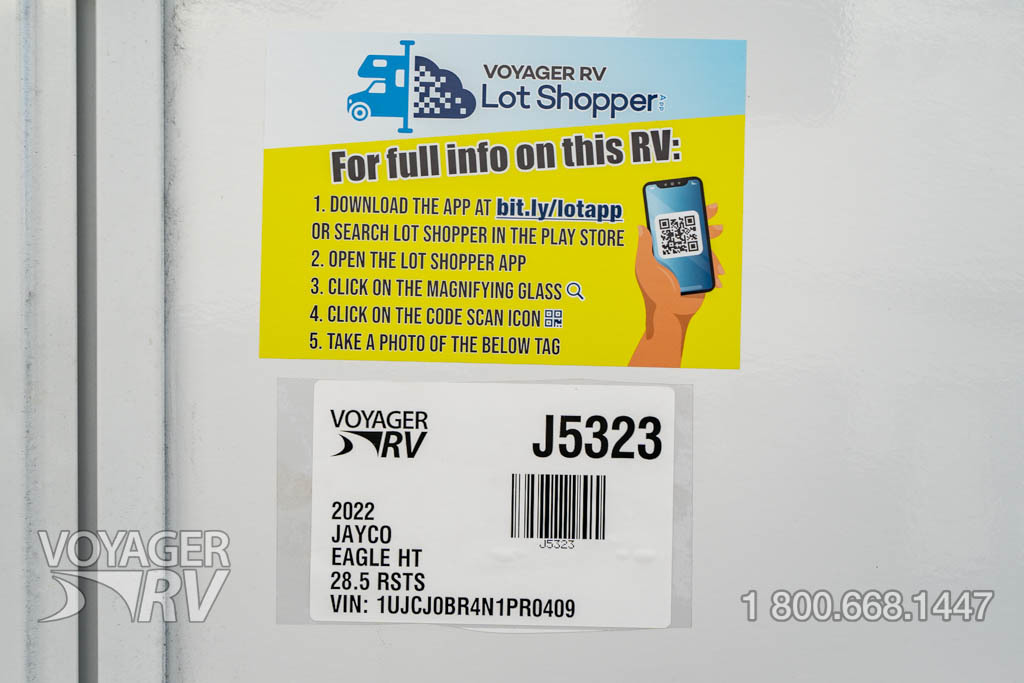 VOYAGER RV
Lot Shopper APP
For full info on this RV:
1. DOWNLOAD THE APP AT bit.ly/lotapp
OR SEARCH LOT SHOPPER IN THE PLAY STORE
2. OPEN THE LOT SHOPPER APP
3. CLICK ON THE MAGNIFYING GLASS
4. CLICK ON THE CODE SCAN ICON
5. TAKE A PHOTO OF THE BELOW TAG
VOYAGER
RV
J5323
J5323
2022
JAYCO
EAGLE HT
28.5 RSTS
VIN: 1UJCJ0BR4N1PR0409
VOYAGER
RV
1 800.668.1447